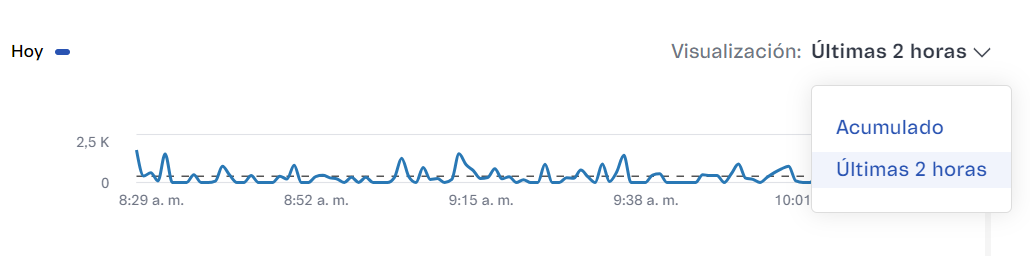 Hoy
Visualización: Últimas 2 horas
Acumulado
Últimas 2 horas
2,5 K
0
8:29 a. m.
8:52 a. m.
9:15 a. m.
9:38 a. m.
10:01